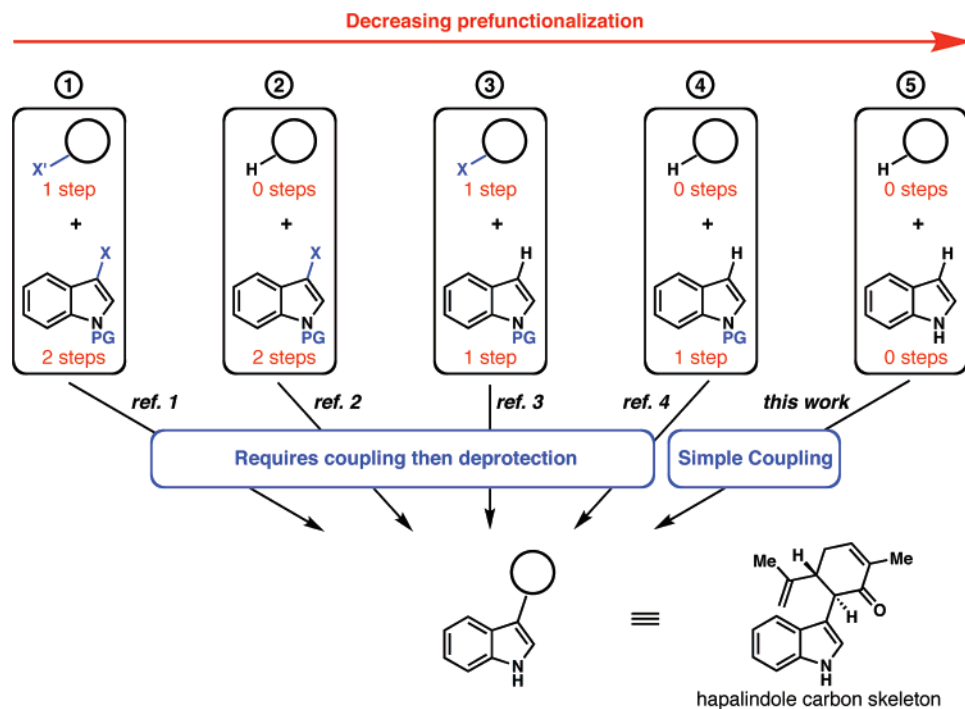 Decreasing prefunctionalization
1 2 3 4 5
X' H X H H
1 step 0 steps 1 step 0 steps 0 steps
+ + + + +
X X H H H
N N N N N
PG PG PG PG H
2 steps 2 steps 1 step 1 step 0 steps
ref. 1 ref. 2 ref. 3 ref. 4 this work
Requires coupling then deprotection Simple Coupling
Me H Me
O
H
N N
H H
hapalindole carbon skeleton